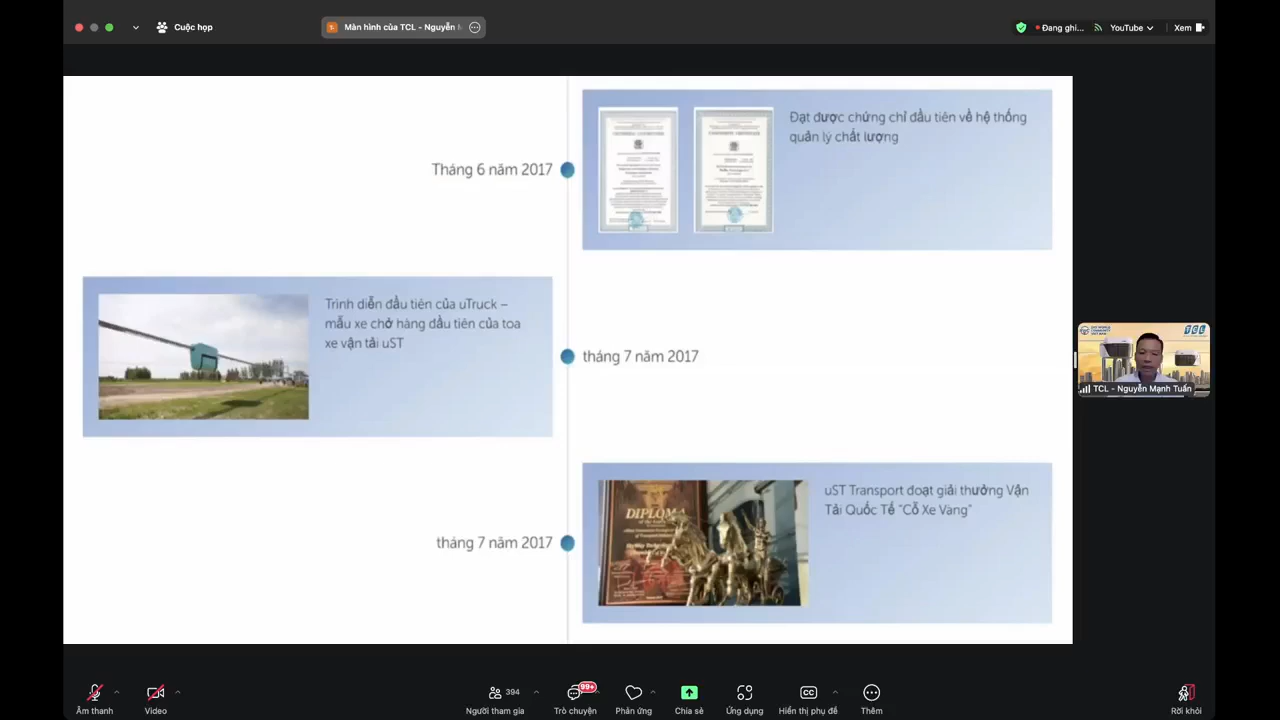 Cuộc họp
Màn hình của TCL - Nguyễn
Đang ghi...
YouTube
Xem
Đạt được chứng chỉ đầu tiên về hệ thống
quản lý chất lượng
Tháng 6 năm 2017
Trình diễn đầu tiên của uTruck –
mẫu xe chở hàng đầu tiên của toa
xe vận tải uST
tháng 7 năm 2017
uST Transport đoạt giải thưởng Vận
Tải Quốc Tế “Cỗ Xe Vàng”
DIPLOMA
tháng 7 năm 2017
TCL
TCL - Nguyễn Mạnh Tuấn
394
99+
CC
Âm thanh
Video
Người tham gia
Trò chuyện
Phản ứng
Chia sẻ
Ứng dụng
Hiển thị phụ đề
Thêm
Rời khỏi